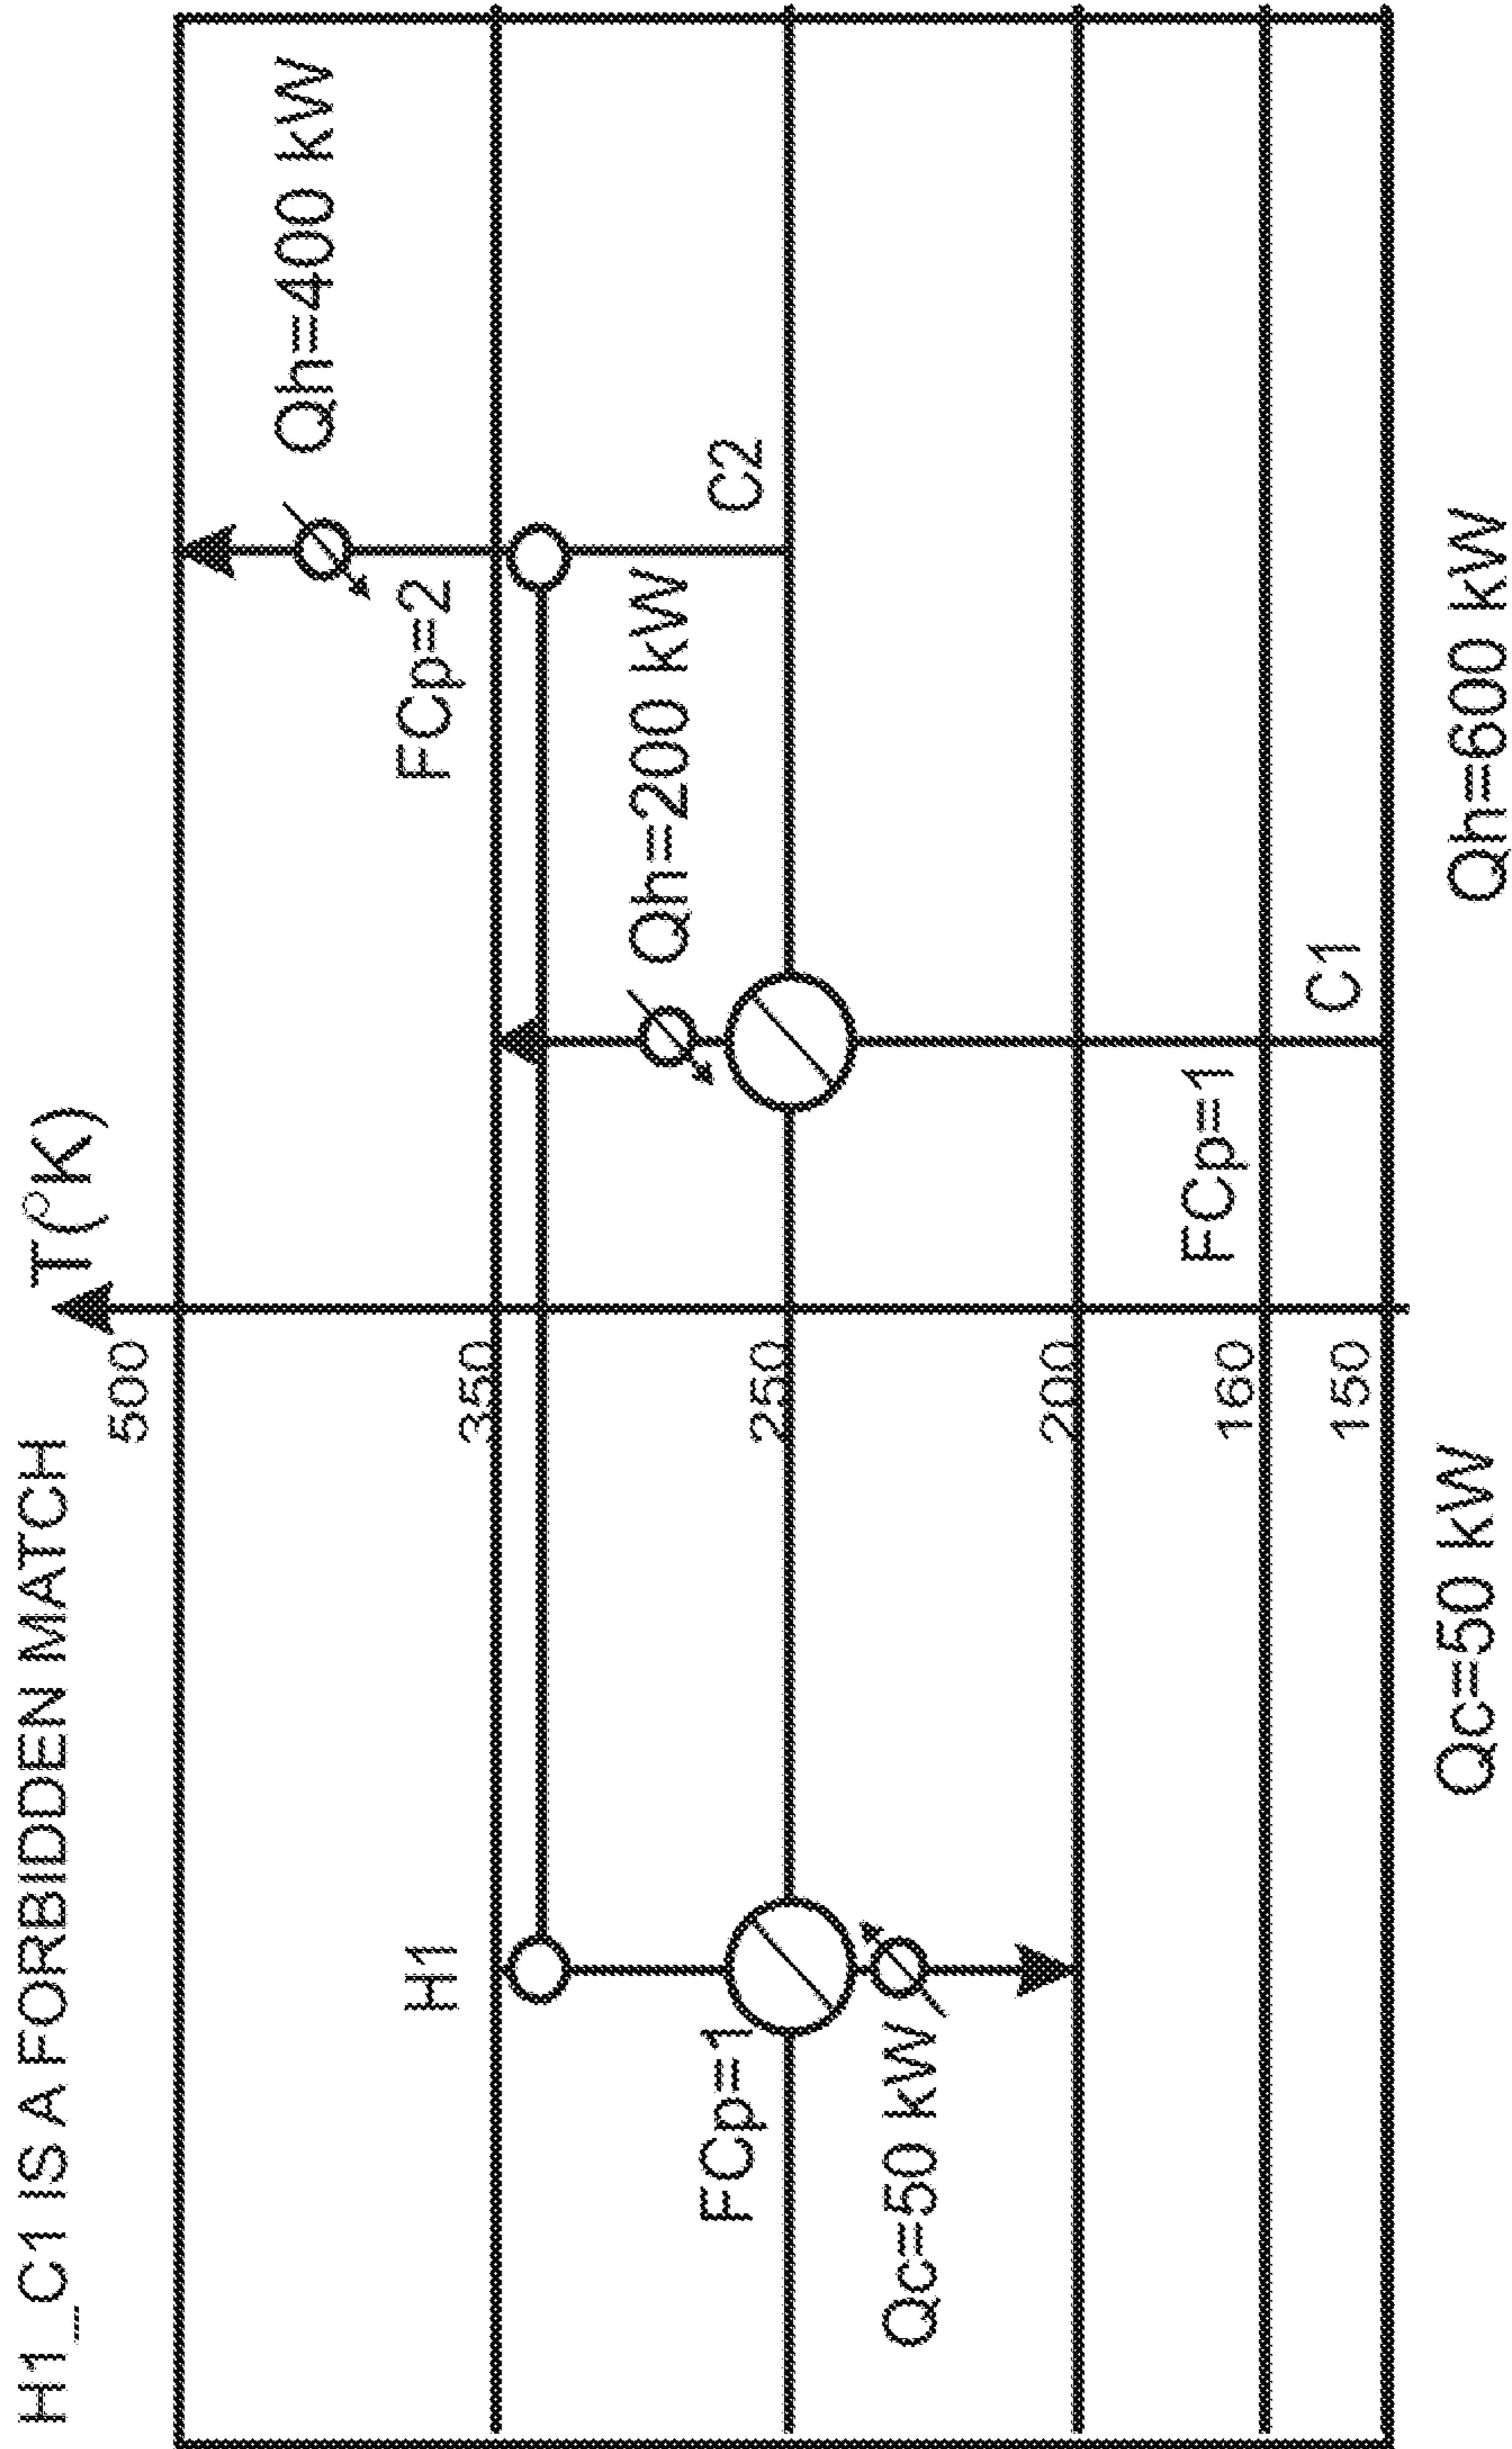 H1_C1 IS A FORBIDDEN MATCH
T(°K)
500
Qh=400 kW
350
H1
FCp=2
Qh=200 kW
C2
250
FCp=1
Qc=50 kW
200
160
FCp=1
C1
150
Qc=50 kW
Qh=600 kW